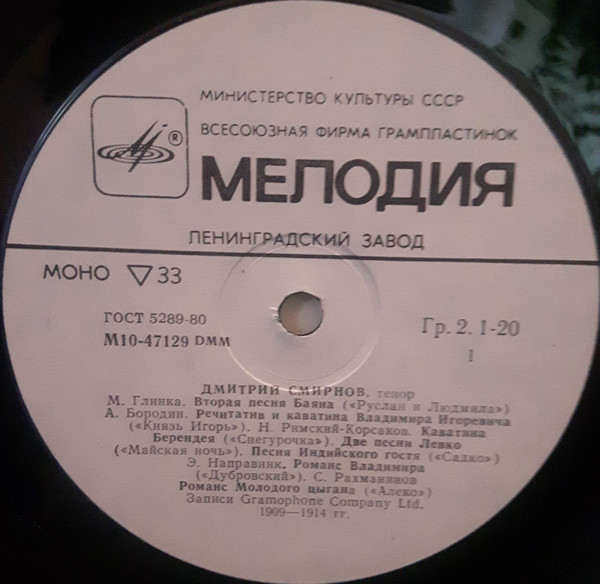 МИНИСТЕРСТВО КУЛЬТУРЫ СССР
ВСЕСОЮЗНАЯ ФИРМА ГРАМПЛАСТИНОК
®
МЕЛОДИЯ
ЛЕНИНГРАДСКИЙ ЗАВОД
МОНО ▽ 33
ГОСТ 5289-80
М10-47129 DMM
Гр. 2. 1-20
1
ДМИТРИЙ СМИРНОВ, тенор
М. Глинка. Вторая песня Баяна («Руслан и Людмила»)
А. Бородин. Речитатив и каватина Владимира Игоревича
(«Князь Игорь»). Н. Римский-Корсаков. Каватина
Берендея («Снегурочка»). Две песни Левко
(«Майская ночь»). Песня Индийского гостя («Садко»)
Э. Направник. Романс Владимира
(«Дубровский»). С. Рахманинов
Романс Молодого цыгана («Алеко»)
Записи Gramophone Company Ltd.
1909—1914 гг.